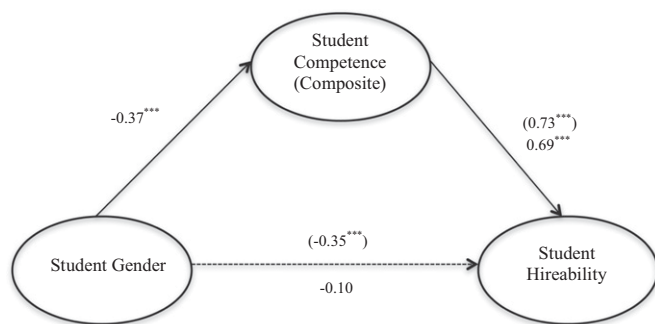 Student
Competence
(Composite)
-0.37***
(0.73***)
0.69***
Student Gender
(-0.35***)
-0.10
Student
Hireability